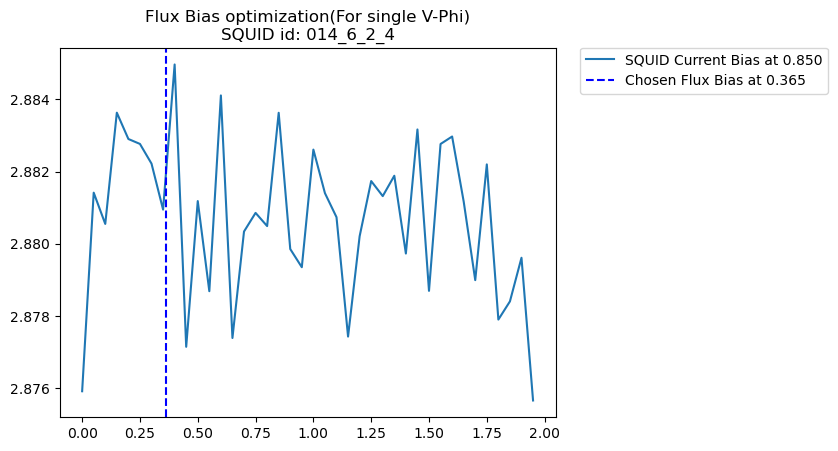 Flux Bias optimization(For single V-Phi)
SQUID id: 014_6_2_4
SQUID Current Bias at 0.850
Chosen Flux Bias at 0.365
2.884
2.882
2.880
2.878
2.876
0.00 0.25 0.50 0.75 1.00 1.25 1.50 1.75 2.00